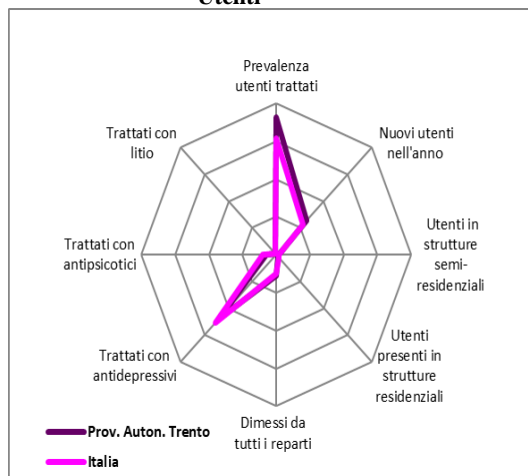 Utenti
Prevalenza
utenti trattati
Nuovi utenti
nell'anno
Utenti in
strutture
semi-
residenziali
Utenti
presenti in
strutture
residenziali
Dimessi da
tutti i reparti
Trattati con
antidepressivi
Trattati con
antipsicotici
Trattati con
litio
Prov. Auton. Trento
Italia